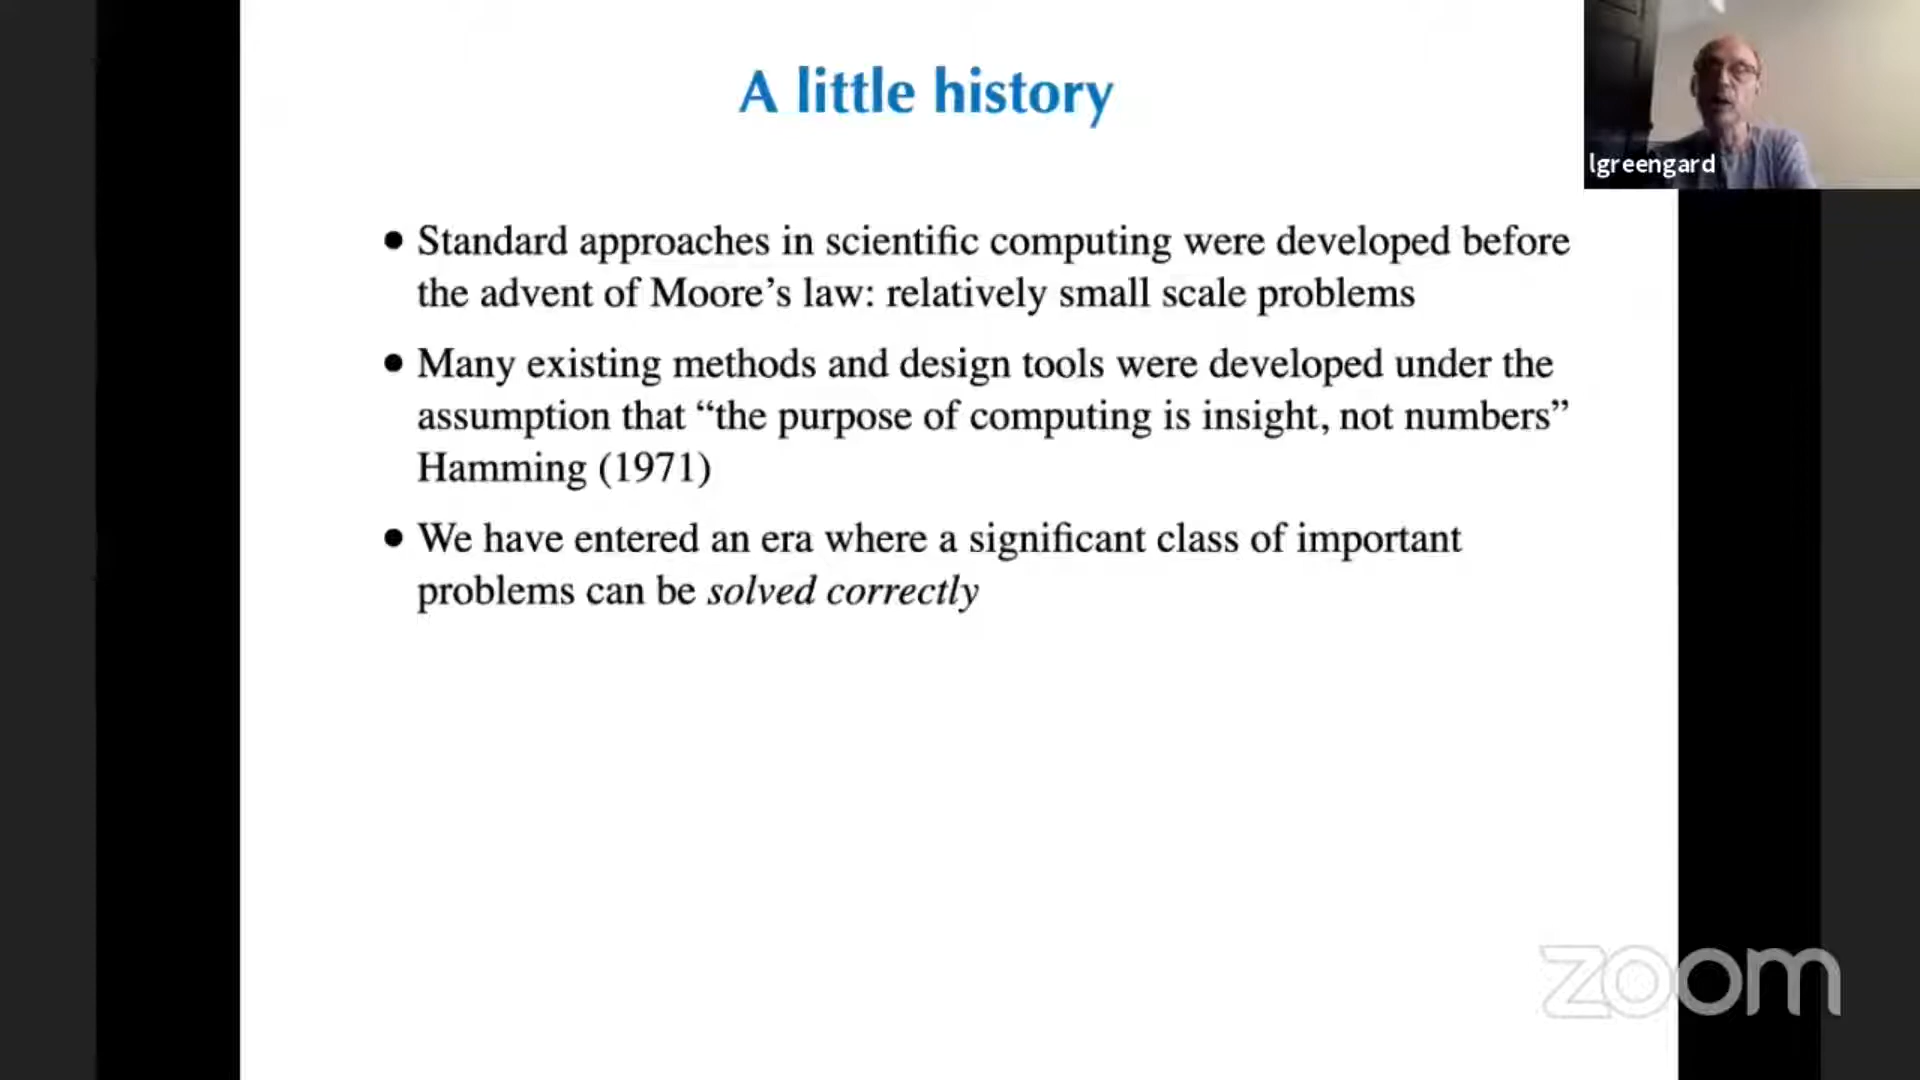 A little history
lgreengard
• Standard approaches in scientific computing were developed before
the advent of Moore’s law: relatively small scale problems
• Many existing methods and design tools were developed under the
assumption that “the purpose of computing is insight, not numbers”
Hamming (1971)
• We have entered an era where a significant class of important
problems can be solved correctly
zoom